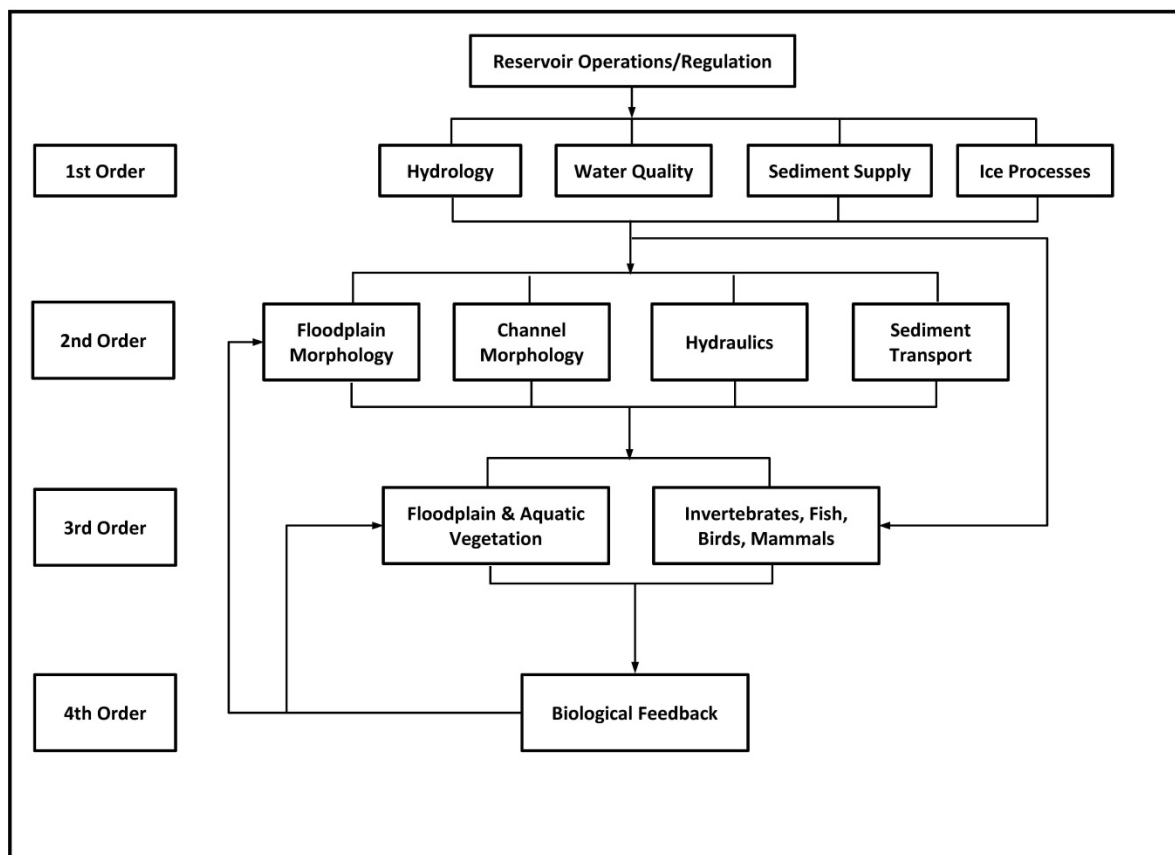 Reservoir Operations/Regulation
1st Order
Hydrology
Water Quality
Sediment Supply
Ice Processes
2nd Order
Floodplain
Morphology
Channel
Morphology
Hydraulics
Sediment
Transport
3rd Order
Floodplain & Aquatic
Vegetation
Invertebrates, Fish,
Birds, Mammals
4th Order
Biological Feedback